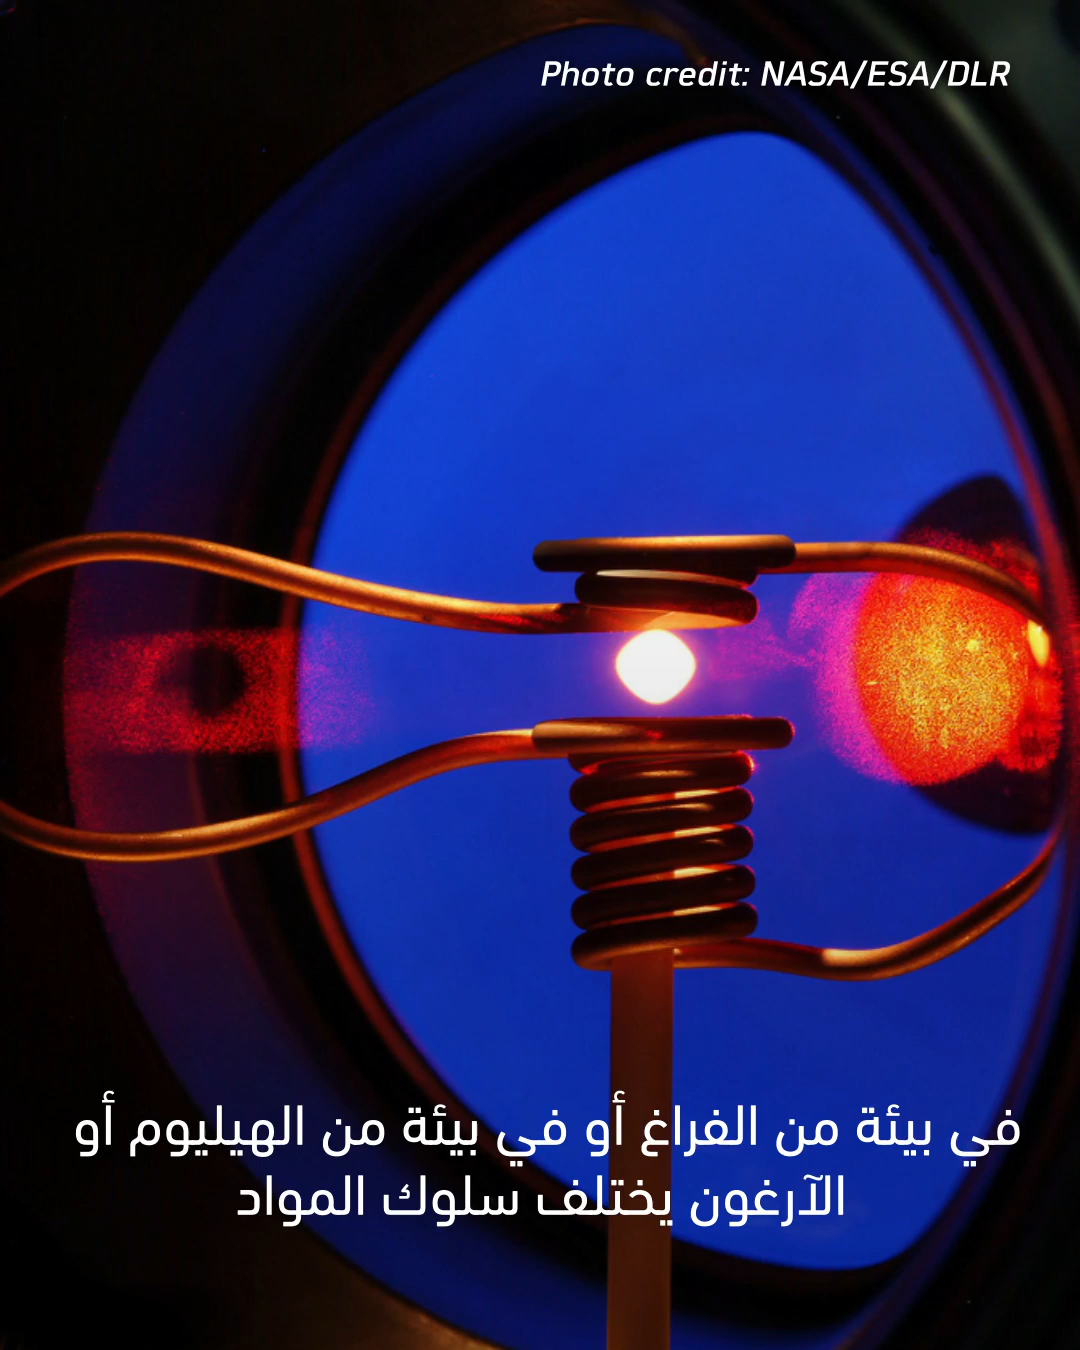 Photo credit: NASA/ESA/DLR
في بيئة من الفراغ أو في بيئة من الهيليوم أو
الآرغون يختلف سلوك المواد